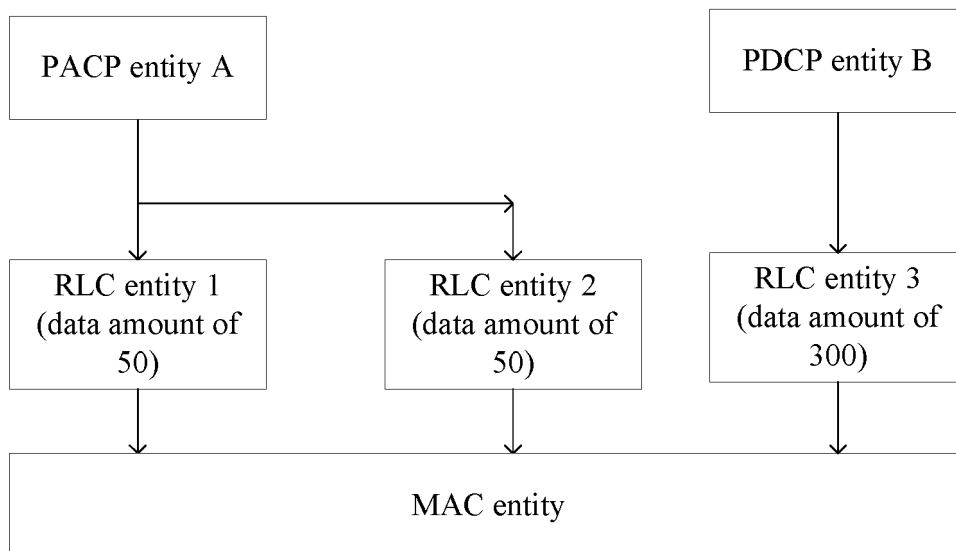 PACP entity A
PDCP entity B
RLC entity 1
(data amount of
50)
RLC entity 2
(data amount of
50)
RLC entity 3
(data amount of
300)
MAC entity